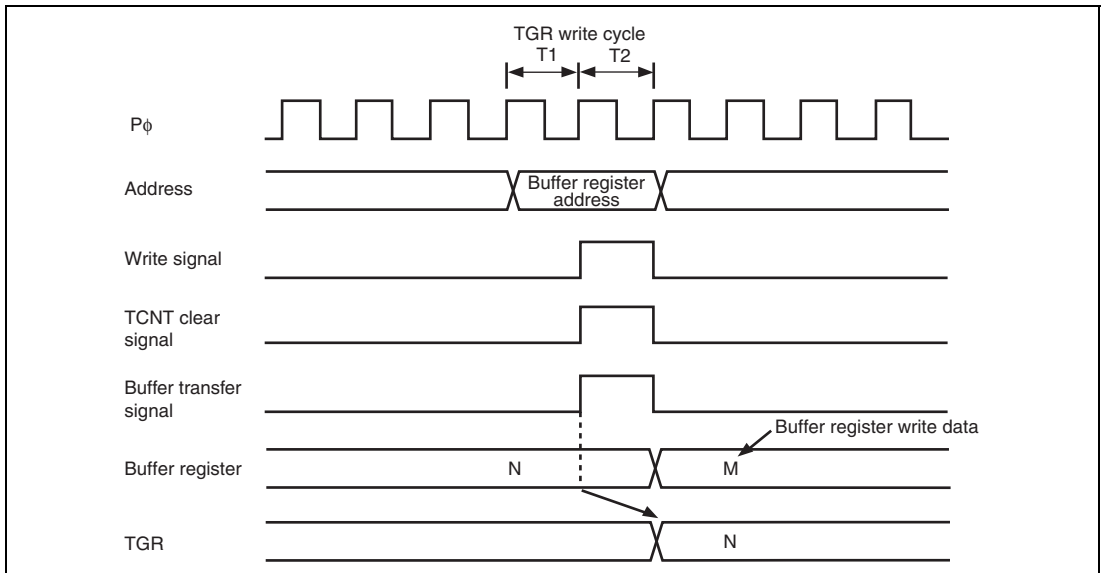 TGR write cycle
T1 T2
Pϕ
Address
Buffer register
address
Write signal
TCNT clear
signal
Buffer transfer
signal
Buffer register write data
Buffer register
N M
TGR
N